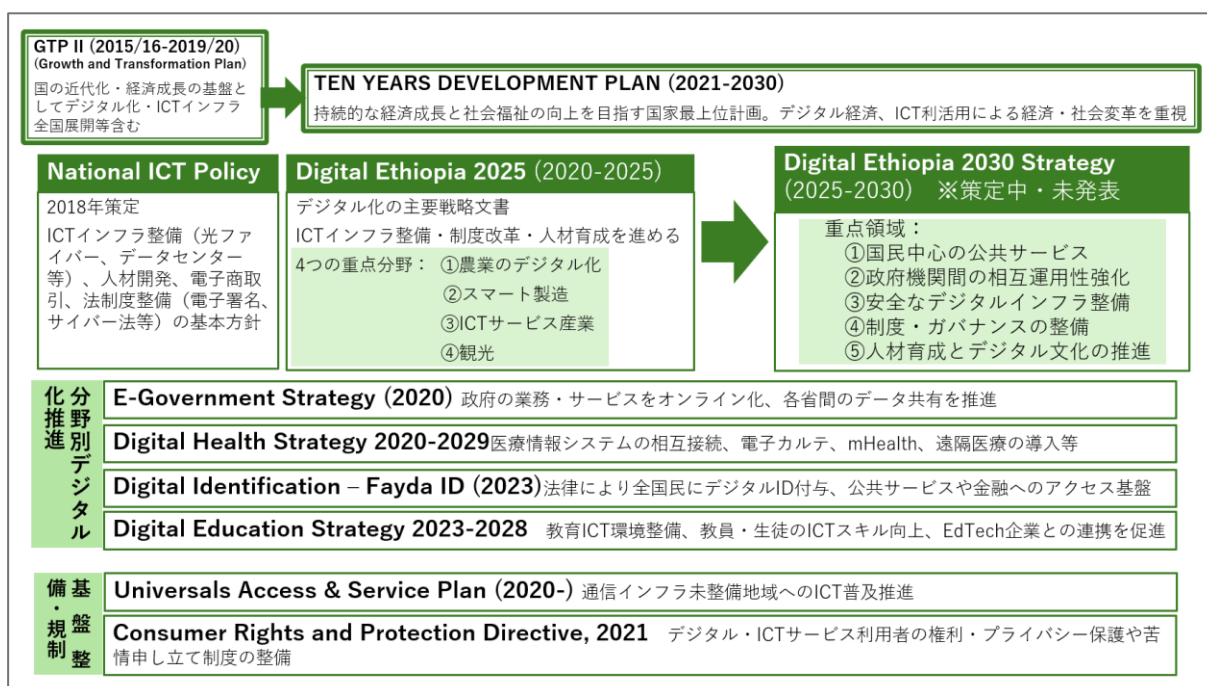 GTP II (2015/16-2019/20)
(Growth and Transformation Plan)
国の近代化・経済成長の基盤と
してデジタル化・ICTインフラ
全国展開等含む
TEN YEARS DEVELOPMENT PLAN (2021-2030)
持続的な経済成長と社会福祉の向上を目指す国家最上位計画。デジタル経済、ICT利活用による経済・社会変革を重視
National ICT Policy
2018年策定
ICTインフラ整備（光ファ
イバー、データセンター
等）、人材開発、電子商取
引、法制度整備（電子署名、
サイバー法等）の基本方針
Digital Ethiopia 2025 (2020-2025)
デジタル化の主要戦略文書
ICTインフラ整備・制度改革・人材育成を進める
4つの重点分野： ①農業のデジタル化
②スマート製造
③ICTサービス産業
④観光
Digital Ethiopia 2030 Strategy
(2025-2030) ※策定中・未発表
重点領域：
①国民中心の公共サービス
②政府機関間の相互運用性強化
③安全なデジタルインフラ整備
④制度・ガバナンスの整備
⑤人材育成とデジタル文化の推進
分野別デジタル
化推進
E-Government Strategy (2020) 政府の業務・サービスをオンライン化、各省間のデータ共有を推進
Digital Health Strategy 2020-2029医療情報システムの相互接続、電子カルテ、mHealth、遠隔医療の導入等
Digital Identification – Fayda ID (2023)法律により全国民にデジタルID付与、公共サービスや金融へのアクセス基盤
Digital Education Strategy 2023-2028 教育ICT環境整備、教員・生徒のICTスキル向上、EdTech企業との連携を促進
基盤整
備・規制
Universals Access & Service Plan (2020-) 通信インフラ未整備地域へのICT普及推進
Consumer Rights and Protection Directive, 2021 デジタル・ICTサービス利用者の権利・プライバシー保護や苦
情申し立て制度の整備